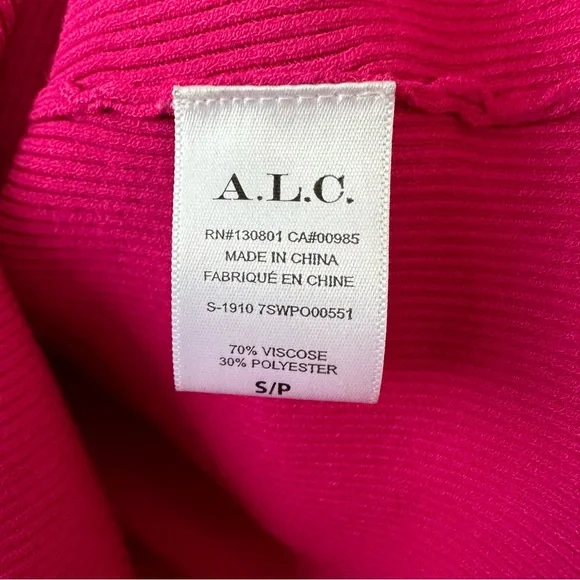 A.L.C.
RN#130801 CA#00985
MADE IN CHINA
FABRIQUÉ EN CHINE
S-1910 7SWPO00551
70% VISCOSE
30% POLYESTER
S/P